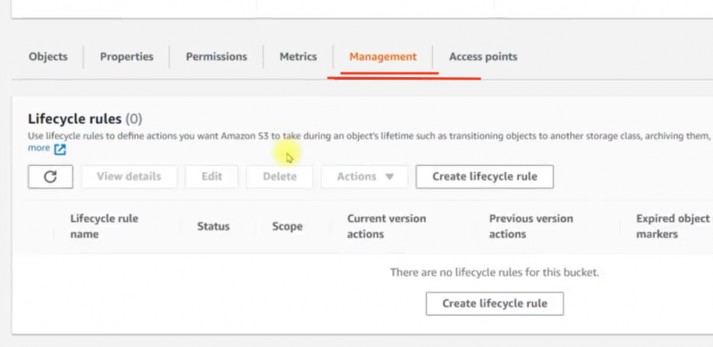 Objects Properties Permissions Metrics Management Access points
Lifecycle rules (0)
Use lifecycle rules to define actions you want Amazon S3 to take during an object's lifetime such as transitioning objects to another storage class, archiving them,
more
View details Edit Delete Actions Create lifecycle rule
Lifecycle rule name Status Scope Current version actions Previous version actions Expired object markers
There are no lifecycle rules for this bucket.
Create lifecycle rule